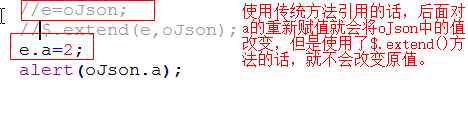 //e=oJson;
//$.extend(e,oJson);
e.a=2;
alert(oJson.a);
使用传统方法引用的话，后面对
a的重新赋值就会将oJson中的值
改变，但是使用了$.extend()方
法的话，就不会改变原值。